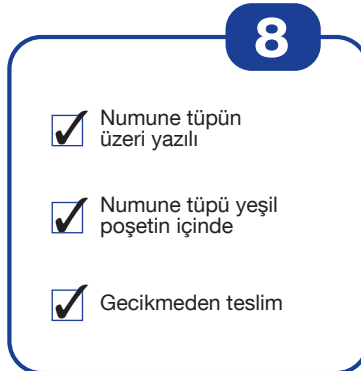 8
Numune tüpün
üzeri yazılı
Numune tüpü yeşil
poşetin içinde
Gecikmeden teslim